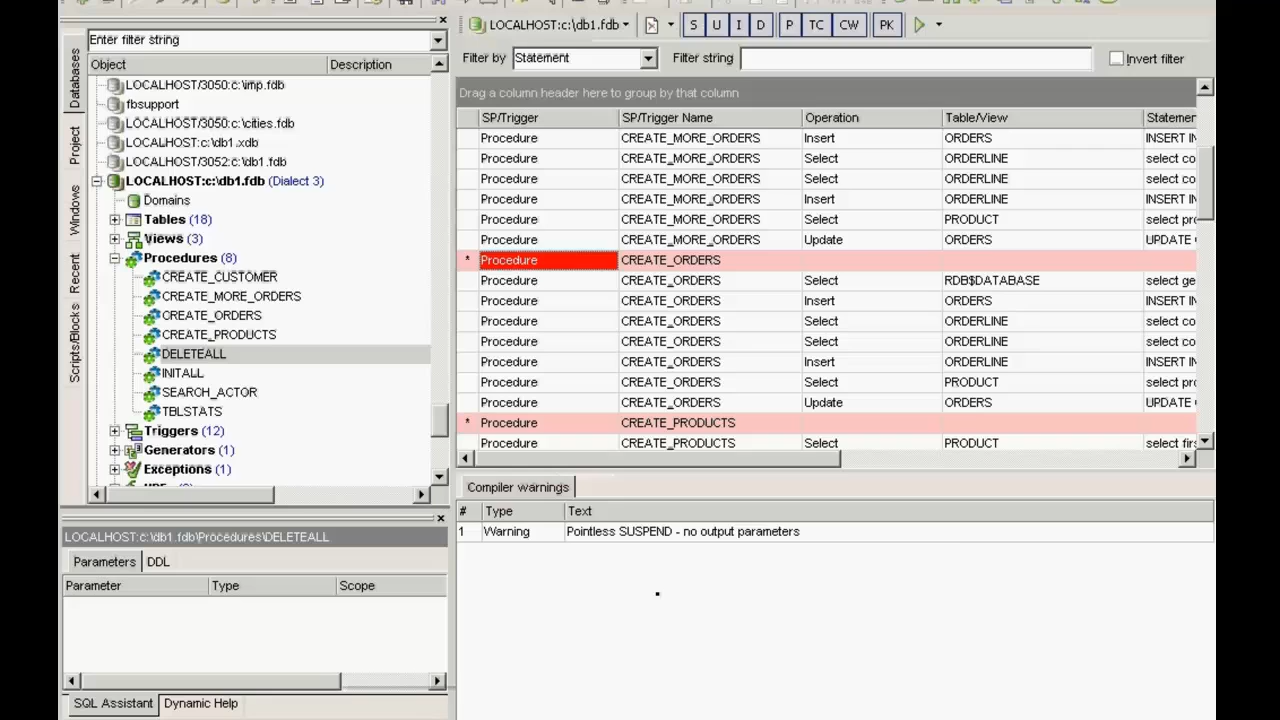 Databases
Project
Windows
Recent
Scripts/Blocks
Enter filter string
Object Description
LOCALHOST/3050:c:\imp.fdb
fbsupport
LOCALHOST/3050:c:\cities.fdb
LOCALHOST:c:\db1.xdb
LOCALHOST/3052:c:\db1.fdb
LOCALHOST:c:\db1.fdb (Dialect 3)
Domains
Tables (18)
Views (3)
Procedures (8)
CREATE_CUSTOMER
CREATE_MORE_ORDERS
CREATE_ORDERS
CREATE_PRODUCTS
DELETEALL
INITALL
SEARCH_ACTOR
TBLSTATS
Triggers (12)
Generators (1)
Exceptions (1)
LOCALHOST:c:\db1.fdb\Procedures\DELETEALL
Parameters DDL
Parameter Type Scope
SQL Assistant Dynamic Help
LOCALHOST:c:\db1.fdb S U I D P TC CW PK
Filter by Statement Filter string Invert filter
Drag a column header here to group by that column
SP/Trigger SP/Trigger Name Operation Table/View Statemer
Procedure CREATE_MORE_ORDERS Insert ORDERS INSERT IN
Procedure CREATE_MORE_ORDERS Select ORDERLINE select co
Procedure CREATE_MORE_ORDERS Select ORDERLINE select co
Procedure CREATE_MORE_ORDERS Insert ORDERLINE INSERT IN
Procedure CREATE_MORE_ORDERS Select PRODUCT select pro
Procedure CREATE_MORE_ORDERS Update ORDERS UPDATE
* Procedure CREATE_ORDERS
Procedure CREATE_ORDERS Select RDB$DATABASE select ge
Procedure CREATE_ORDERS Insert ORDERS INSERT IN
Procedure CREATE_ORDERS Select ORDERLINE select co
Procedure CREATE_ORDERS Select ORDERLINE select co
Procedure CREATE_ORDERS Insert ORDERLINE INSERT IN
Procedure CREATE_ORDERS Select PRODUCT select pro
Procedure CREATE_ORDERS Update ORDERS UPDATE
* Procedure CREATE_PRODUCTS
Procedure CREATE_PRODUCTS Select PRODUCT select firs
Compiler warnings
# Type Text
1 Warning Pointless SUSPEND - no output parameters